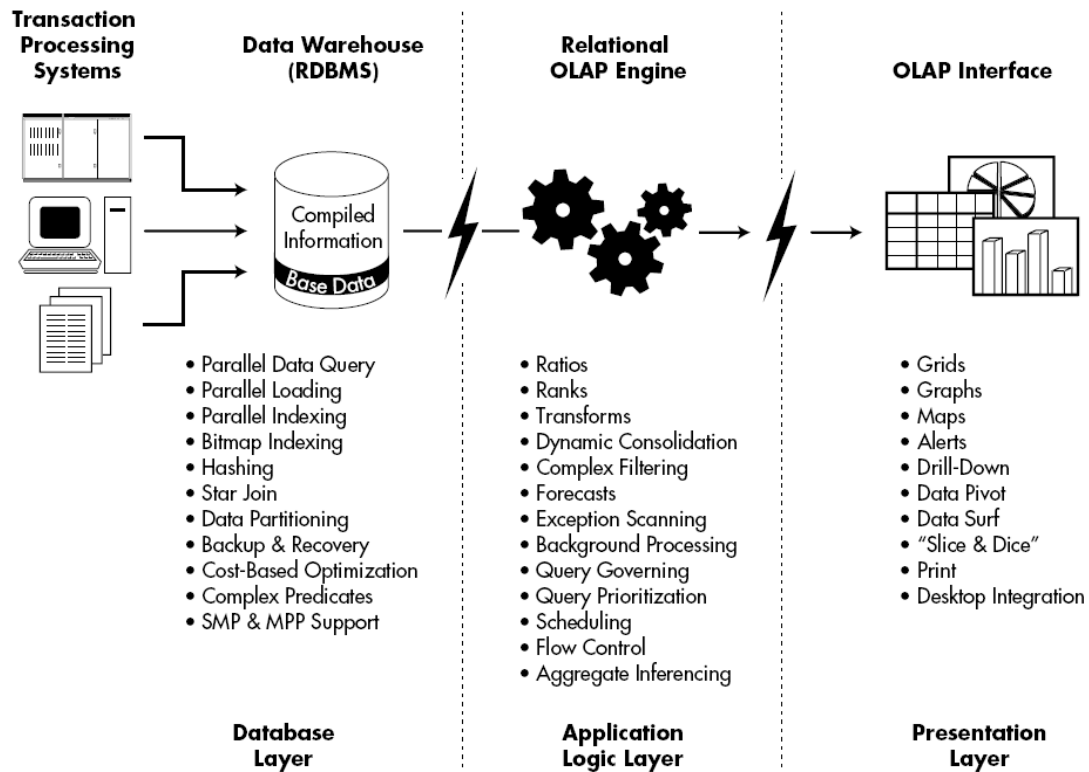 Transaction
Processing
Systems
Data Warehouse
(RDBMS)
Relational
OLAP Engine
OLAP Interface
Compiled
Information
Base Data
• Parallel Data Query
• Parallel Loading
• Parallel Indexing
• Bitmap Indexing
• Hashing
• Star Join
• Data Partitioning
• Backup & Recovery
• Cost-Based Optimization
• Complex Predicates
• SMP & MPP Support
• Ratios
• Ranks
• Transforms
• Dynamic Consolidation
• Complex Filtering
• Forecasts
• Exception Scanning
• Background Processing
• Query Governing
• Query Prioritization
• Scheduling
• Flow Control
• Aggregate Inferencing
• Grids
• Graphs
• Maps
• Alerts
• Drill-Down
• Data Pivot
• Data Surf
• “Slice & Dice”
• Print
• Desktop Integration
Database
Layer
Application
Logic Layer
Presentation
Layer